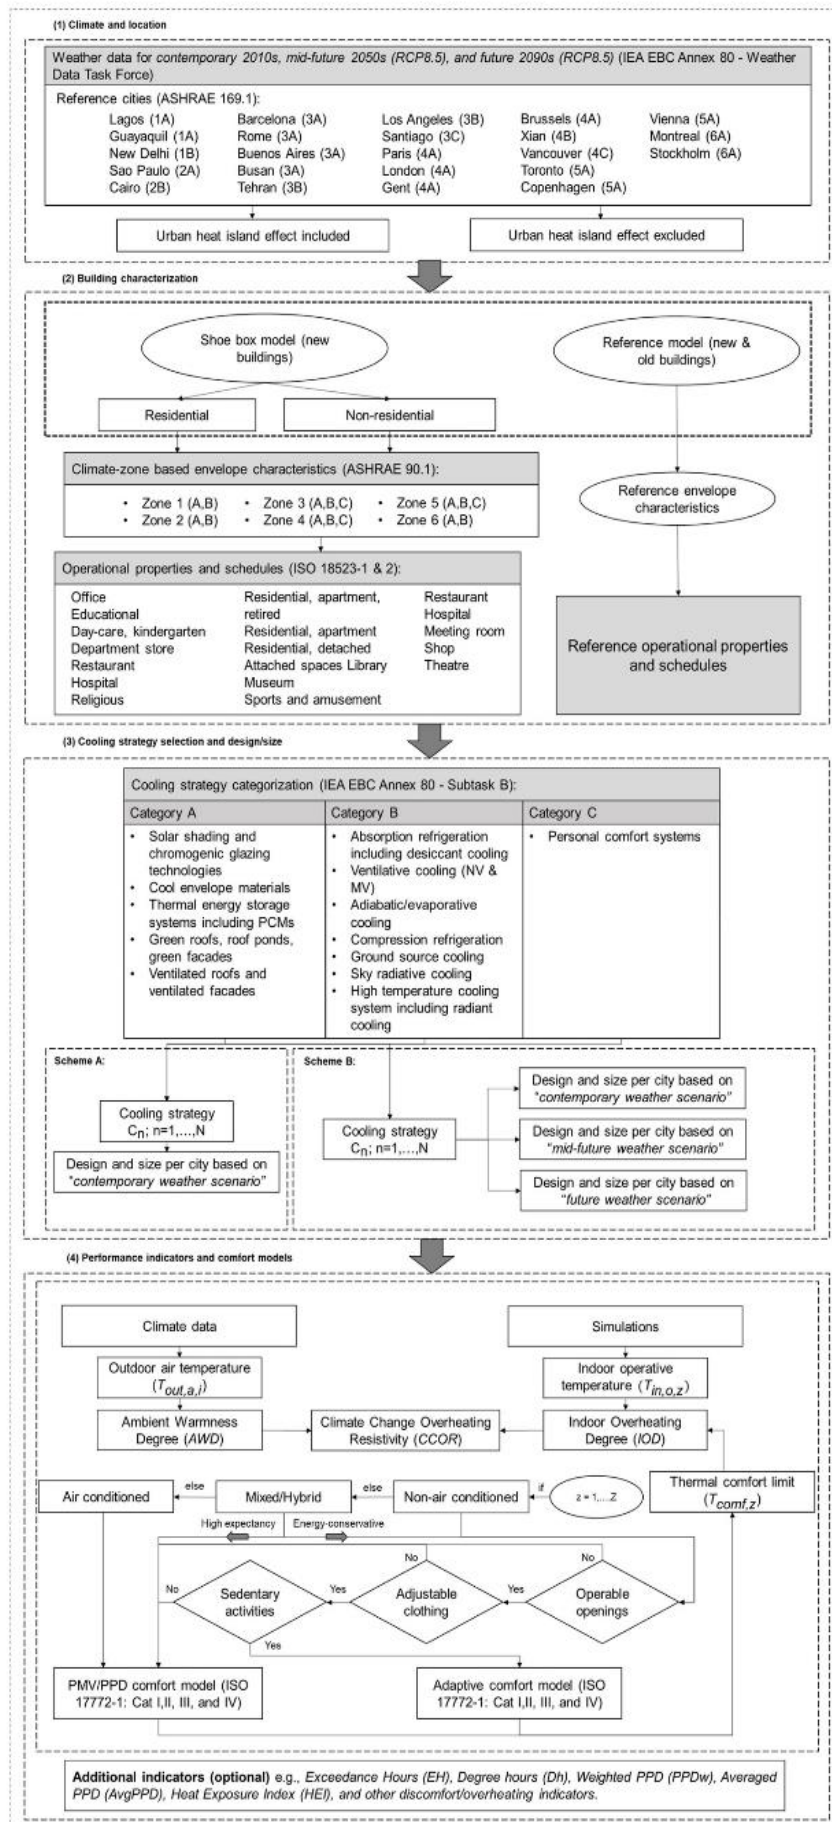 (1) Climate and location
Weather data for contemporary 2010s, mid-future 2050s (RCP8.5), and future 2090s (RCP8.5) (IEA EBC Annex 80 - Weather
Data Task Force)
Reference cities (ASHRAE 169.1):
Lagos (1A)
Guayaquil (1A)
New Delhi (1B)
Sao Paulo (2A)
Cairo (2B)
Barcelona (3A)
Rome (3A)
Buenos Aires (3A)
Busan (3A)
Tehran (3B)
Los Angeles (3B)
Santiago (3C)
Paris (4A)
London (4A)
Gent (4A)
Brussels (4A)
Xian (4B)
Vancouver (4C)
Toronto (5A)
Copenhagen (5A)
Vienna (5A)
Montreal (6A)
Stockholm (6A)
Urban heat island effect included
Urban heat island effect excluded
(2) Building characterization
Shoe box model (new
buildings)
Reference model (new &
old buildings)
Residential
Non-residential
Climate-zone based envelope characteristics (ASHRAE 90.1):
• Zone 1 (A,B)
• Zone 2 (A,B)
• Zone 3 (A,B,C)
• Zone 4 (A,B,C)
• Zone 5 (A,B,C)
• Zone 6 (A,B)
Reference envelope
characteristics
Operational properties and schedules (ISO 18523-1 & 2):
Office
Educational
Day-care, kindergarten
Department store
Restaurant
Hospital
Religious
Residential, apartment,
retired
Residential, apartment
Residential, detached
Attached spaces Library
Museum
Sports and amusement
Restaurant
Hospital
Meeting room
Shop
Theatre
Reference operational properties
and schedules
(3) Cooling strategy selection and design/size
Cooling strategy categorization (IEA EBC Annex 80 - Subtask B):
Category A
• Solar shading and
chromogenic glazing
technologies
• Cool envelope materials
• Thermal energy storage
systems including PCMs
• Green roofs, roof ponds,
green facades
• Ventilated roofs and
ventilated facades
Category B
• Absorption refrigeration
including desiccant cooling
• Ventilative cooling (NV &
MV)
• Adiabatic/evaporative
cooling
• Compression refrigeration
• Ground source cooling
• Sky radiative cooling
• High temperature cooling
system including radiant
cooling
Category C
• Personal comfort systems
Scheme A:
Cooling strategy
Cn; n=1,...,N
Design and size per city based on
"contemporary weather scenario"
Scheme B:
Cooling strategy
Cn; n=1,...,N
Design and size per city based on
"contemporary weather scenario"
Design and size per city based on
"mid-future weather scenario"
Design and size per city based on
"future weather scenario"
(4) Performance indicators and comfort models
Climate data
Simulations
Outdoor air temperature
(Tout,a,i)
Indoor operative
temperature (Tin,o,z)
Ambient Warmness
Degree (AWD)
Climate Change Overheating
Resistivity (CCOR)
Indoor Overheating
Degree (IOD)
Air conditioned
else
Mixed/Hybrid
else
Non-air conditioned
if
z = 1,...,Z
Thermal comfort limit
(Tcomf,z)
High expectancy
Energy-conservative
No
No
No
Sedentary
activities
Yes
Adjustable
clothing
Yes
Operable
openings
Yes
PMV/PPD comfort model (ISO
17772-1: Cat I,II, III, and IV)
Adaptive comfort model (ISO
17772-1: Cat I,II, III, and IV)
Additional indicators (optional) e.g., Exceedance Hours (EH), Degree hours (Dh), Weighted PPD (PPDw), Averaged
PPD (AvgPPD), Heat Exposure Index (HEI), and other discomfort/overheating indicators.